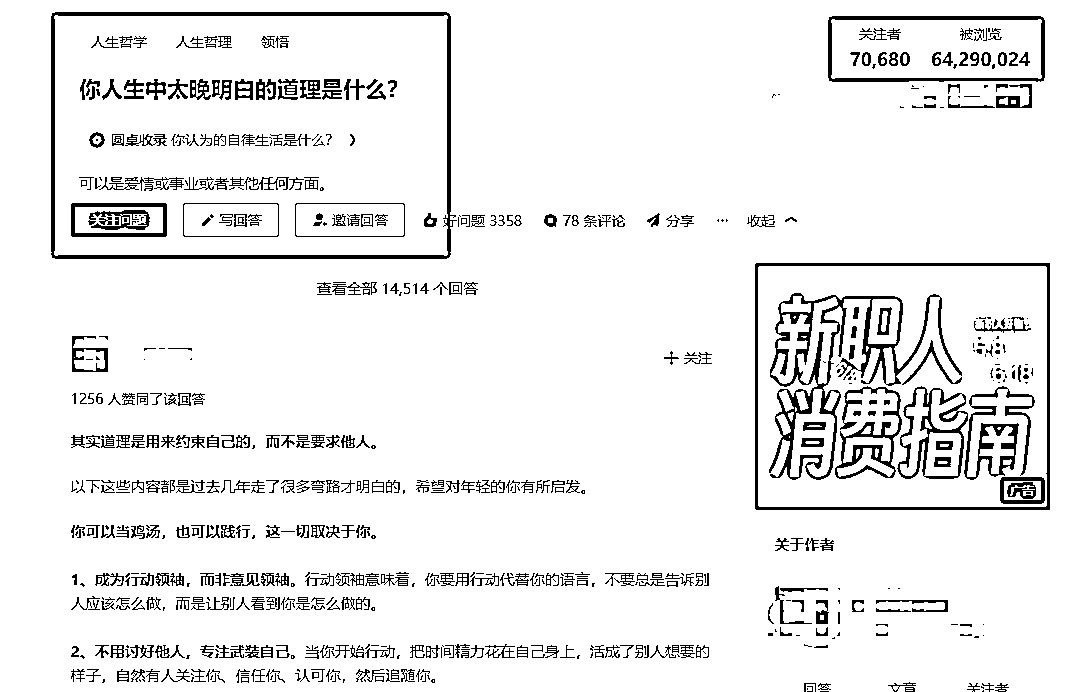 人生哲学 人生哲理 领悟
关注者 被浏览
70,680 64,290,024
你人生中太晚明白的道理是什么?
圆桌收录 你认为的自律生活是什么? 》
可以是爱情或事业或者其他任何方面。
关注问题 写回答 邀请回答 好问题 3358 78 条评论 分享 ··· 收起
查看全部 14,514 个回答
+ 关注
1256 人赞同了该回答
其实道理是用来约束自己的，而不是要求他人。
以下这些内容都是过去几年走了很多弯路才明白的，希望对年轻的你有所启发。
你可以当鸡汤，也可以践行，这一切取决于你。
1、成为行动领袖，而非意见领袖。行动领袖意味着，你要用行动代替你的语言，不要总是告诉别
人应该怎么做，而是让别人看到你是怎么做的。
2、不用讨好他人，专注武装自己。当你开始行动，把时间精力花在自己身上，活成了别人想要的
样子，自然有人关注你、信任你、认可你，然后追随你。
新职人
消费指南
广告
关于作者
回答 文章 关注者